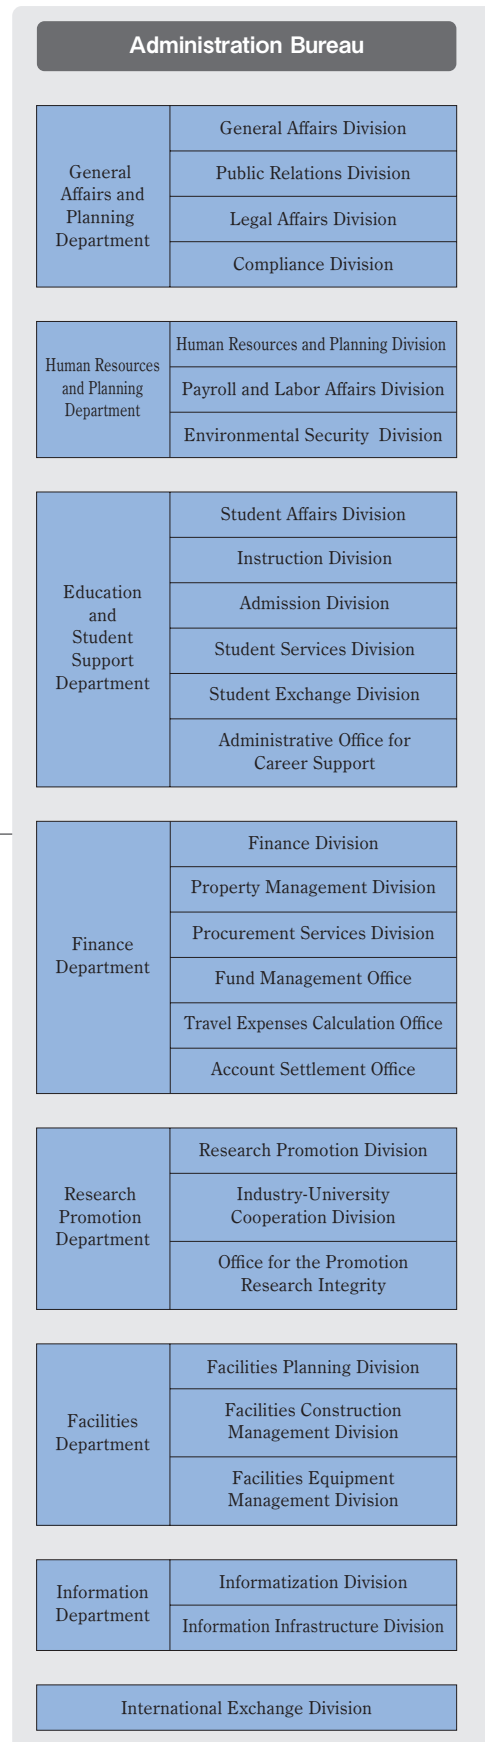 Administration Bureau
General
Affairs and
Planning
Department
General Affairs Division
Public Relations Division
Legal Affairs Division
Compliance Division
Human Resources
and Planning
Department
Human Resources and Planning Division
Payroll and Labor Affairs Division
Environmental Security Division
Education
and
Student
Support
Department
Student Affairs Division
Instruction Division
Admission Division
Student Services Division
Student Exchange Division
Administrative Office for
Career Support
Finance
Department
Finance Division
Property Management Division
Procurement Services Division
Fund Management Office
Travel Expenses Calculation Office
Account Settlement Office
Research
Promotion
Department
Research Promotion Division
Industry-University
Cooperation Division
Office for the Promotion
Research Integrity
Facilities
Department
Facilities Planning Division
Facilities Construction
Management Division
Facilities Equipment
Management Division
Information
Department
Informatization Division
Information Infrastructure Division
International Exchange Division